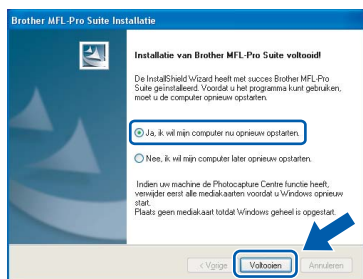 Brother MFL-Pro Suite Installatie
Installatie van Brother MFL-Pro Suite voltooid!
De InstallShield Wizard heeft met succes Brother MFL-Pro
Suite geïnstalleerd. Voordat u het programma kunt gebruiken,
moet u de computer opnieuw opstarten.
Ja, ik wil mijn computer nu opnieuw opstarten.
Nee, ik wil mijn computer later opnieuw opstarten.
Indien uw machine de Photocapture Centre functie heeft,
verwijder eerst alle mediakaarten voordat u Windows opnieuw
start.
Plaats geen mediakaart totdat Windows geheel is opgestart.
< Vorige
Voltooien
Annuleren